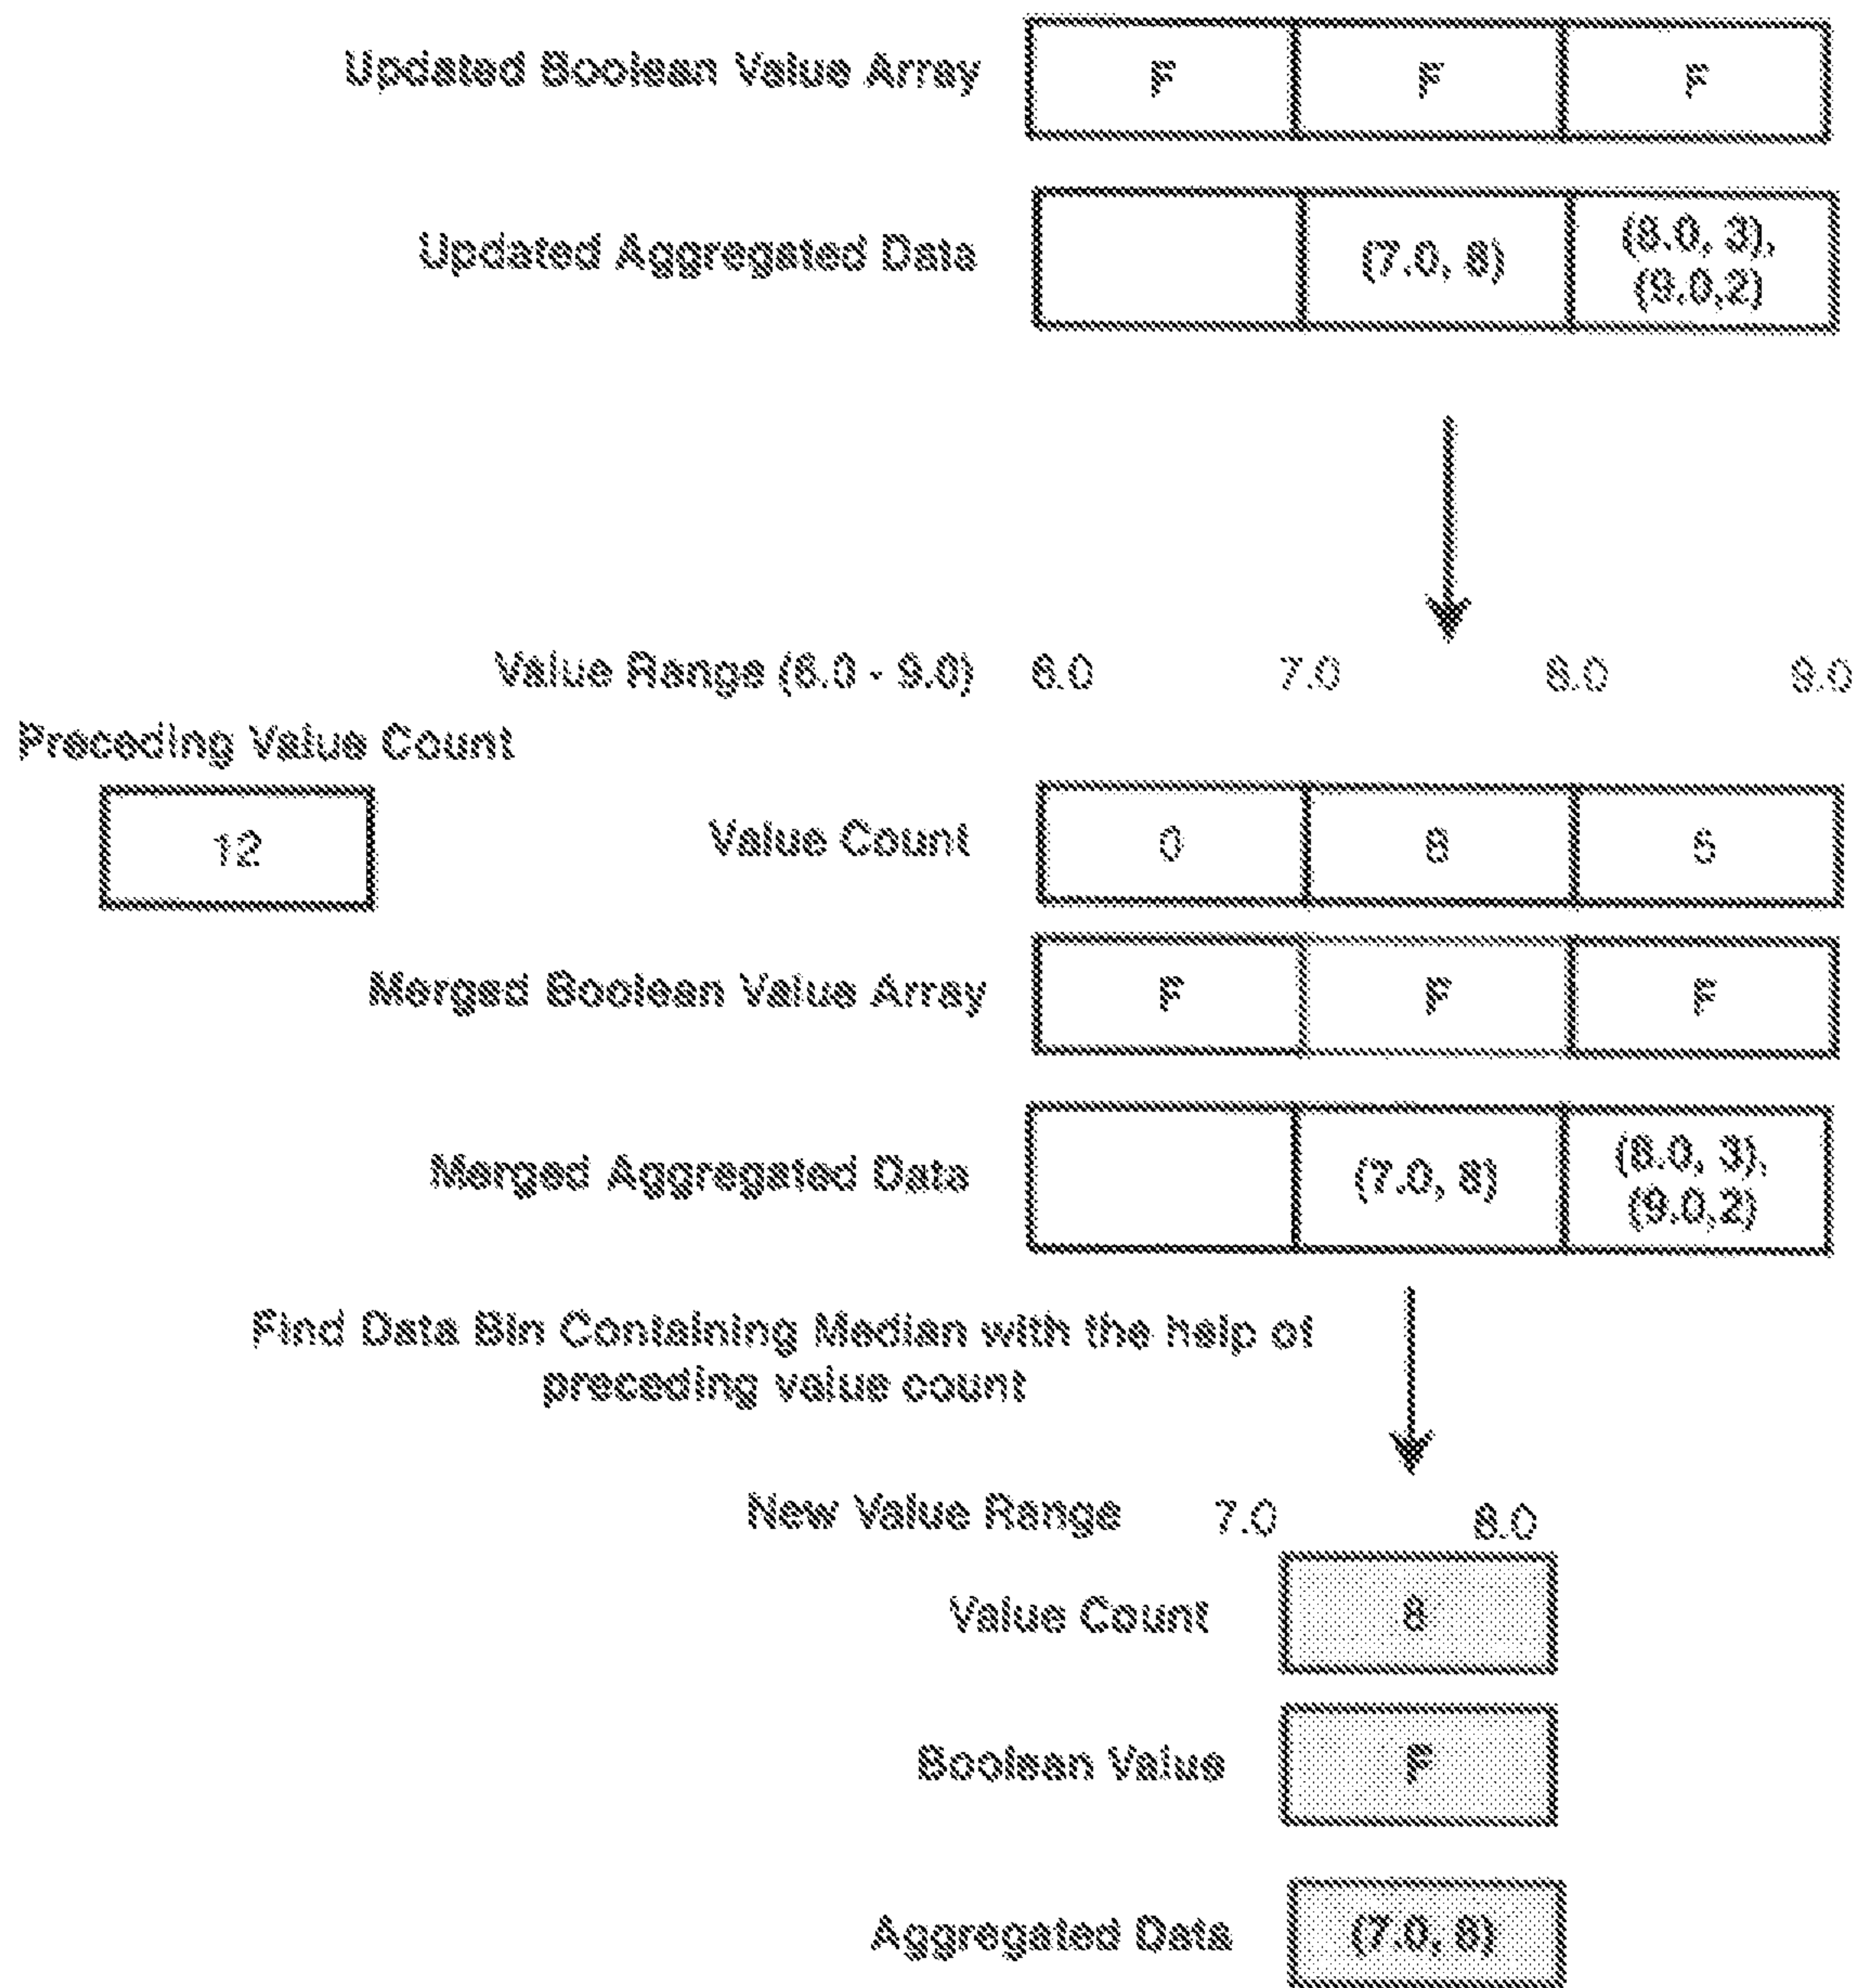 Updated Boolean Value Array
F F F
Updated Aggregated Data
(7.0, 8)
(8.0, 3),
(9.0,2)
Value Range (6.0 - 9.0) 6.0 7.0 8.0 9.0
Preceding Value Count
12
Value Count 0 8 5
Merged Boolean Value Array F F F
Merged Aggregated Data
(7.0, 8)
(8.0, 3),
(9.0,2)
Find Data Bin Containing Median with the help of
preceding value count
New Value Range 7.0 8.0
Value Count 8
Boolean Value F
Aggregated Data (7.0, 8)